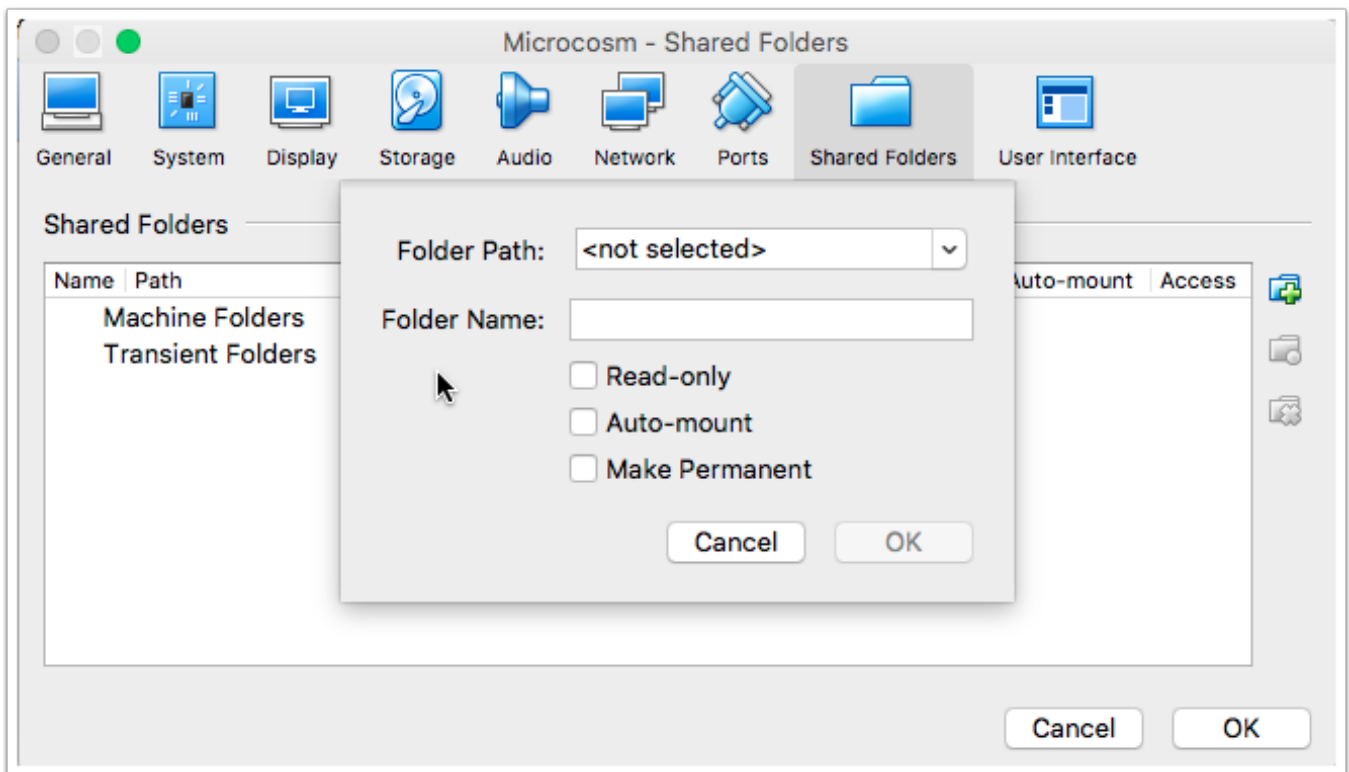 Microcosm - Shared Folders
General System Display Storage Audio Network Ports Shared Folders User Interface
Shared Folders
Folder Path: <not selected>
Name Path Auto-mount Access
Machine Folders
Folder Name:
Transient Folders
Read-only
Auto-mount
Make Permanent
Cancel OK
Cancel OK